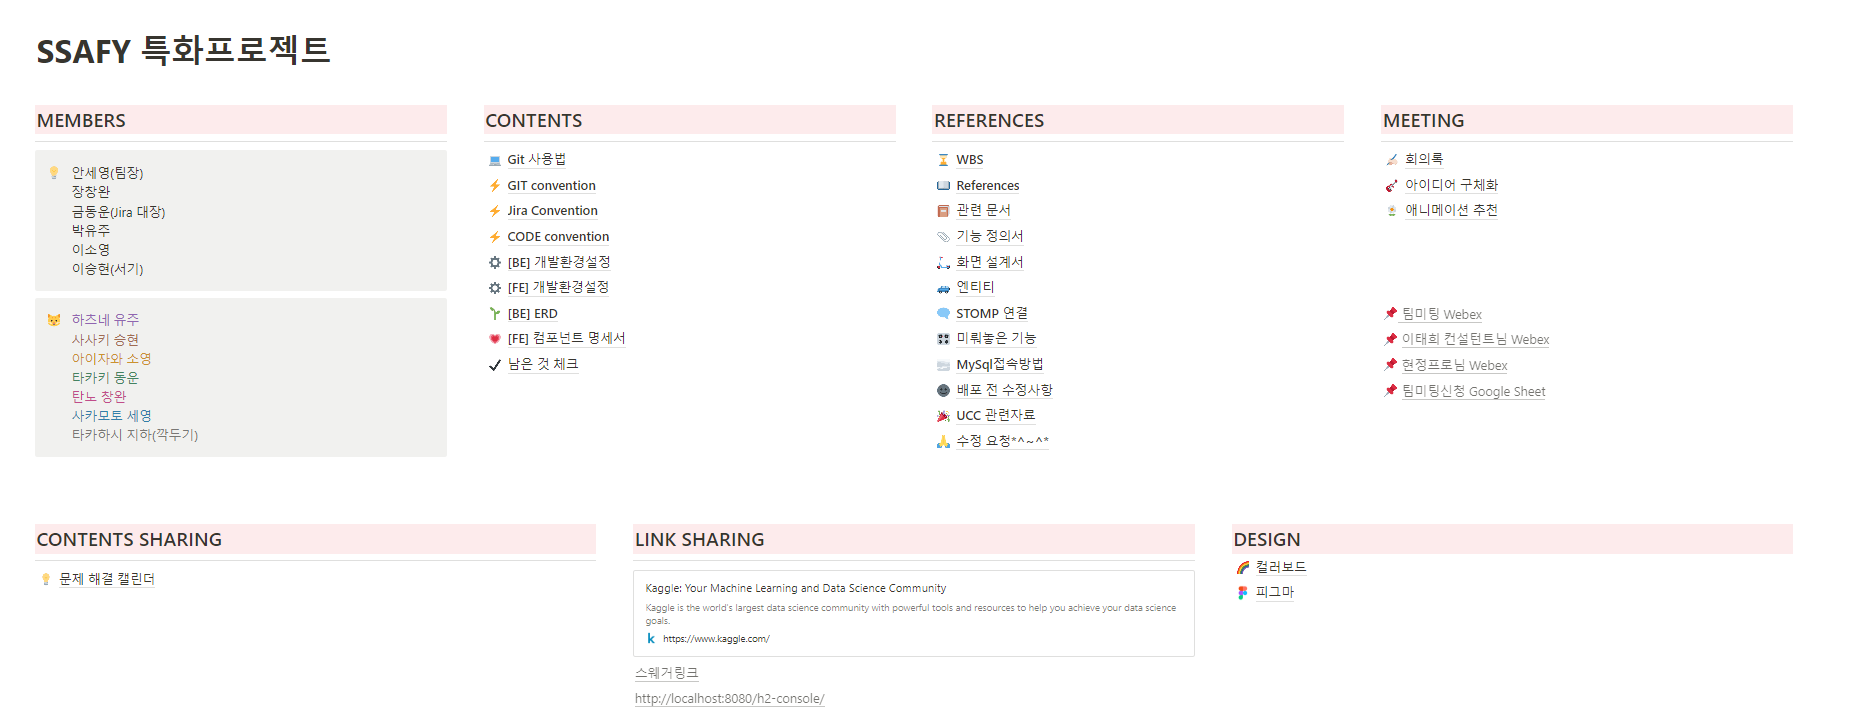 SSAFY 특화프로젝트
MEMBERS
안세영(팀장)
장창완
금동운(Jira 대장)
박유주
이소영
이승현(서기)
하츠네 유주
사사키 승현
아이자와 소영
타카키 동운
탄노 창완
사카모토 세영
타카하시 지하(깍두기)
CONTENTS
Git 사용법
GIT convention
Jira Convention
CODE convention
[BE] 개발환경설정
[FE] 개발환경설정
[BE] ERD
[FE] 컴포넌트 명세서
남은 것 체크
REFERENCES
WBS
References
관련 문서
기능 정의서
화면 설계서
엔티티
STOMP 연결
미뤄놓은 기능
MySql접속방법
배포 전 수정사항
UCC 관련자료
수정 요청*^~^*
MEETING
회의록
아이디어 구체화
애니메이션 추천
팀미팅 Webex
이태희 컨설턴트님 Webex
현정프로님 Webex
팀미팅신청 Google Sheet
CONTENTS SHARING
문제 해결 캘린더
LINK SHARING
Kaggle: Your Machine Learning and Data Science Community
Kaggle is the world's largest data science community with powerful tools and resources to help you achieve your data science
goals.
k https://www.kaggle.com/
스웨거링크
http://localhost:8080/h2-console/
DESIGN
컬러보드
피그마